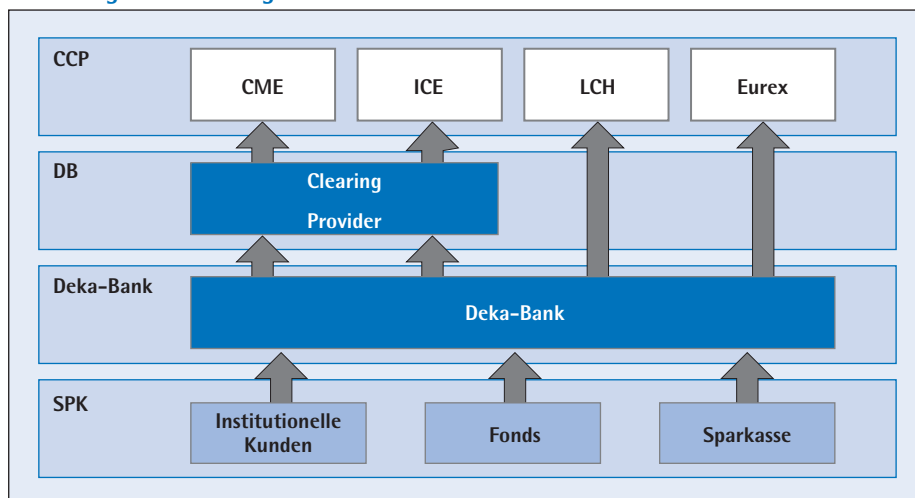 CCP
CME
ICE
LCH
Eurex
DB
Clearing
Provider
Deka-Bank
Deka-Bank
SPK
Institutionelle
Kunden
Fonds
Sparkasse